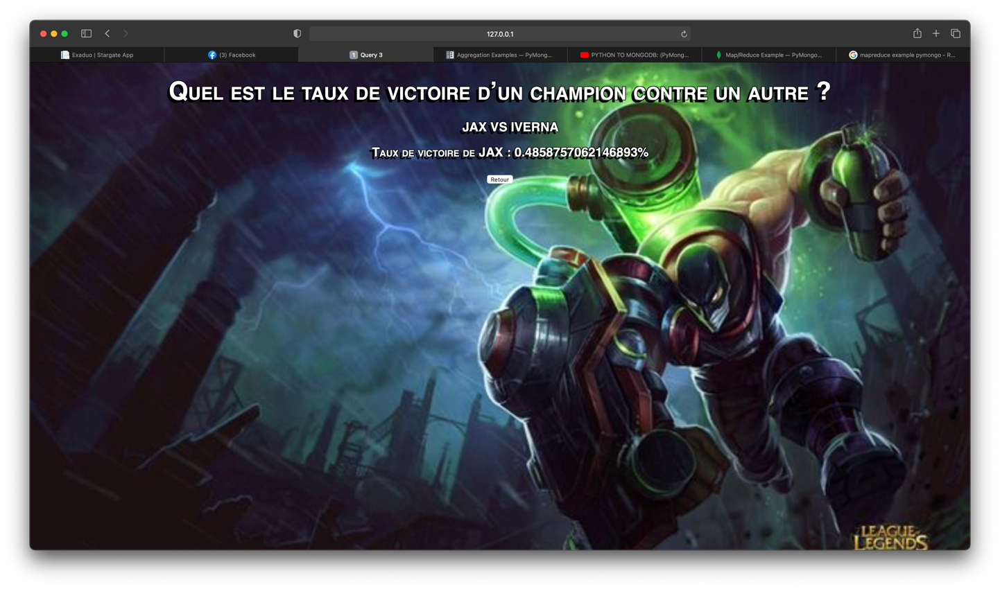 127.0.0.1
Exaduo | Stargate App
(3) Facebook
1 Query 3
Aggregation Examples — PyMong...
PYTHON TO MONGODB: (PyMong...
Map/Reduce Example — PyMongo...
mapreduce example pymongo - R...
Quel est le taux de victoire d’un champion contre un autre ?
JAX VS IVERNA
Taux de victoire de JAX : 0.4858757062146893%
Retour
LEAGUE
LEGENDS